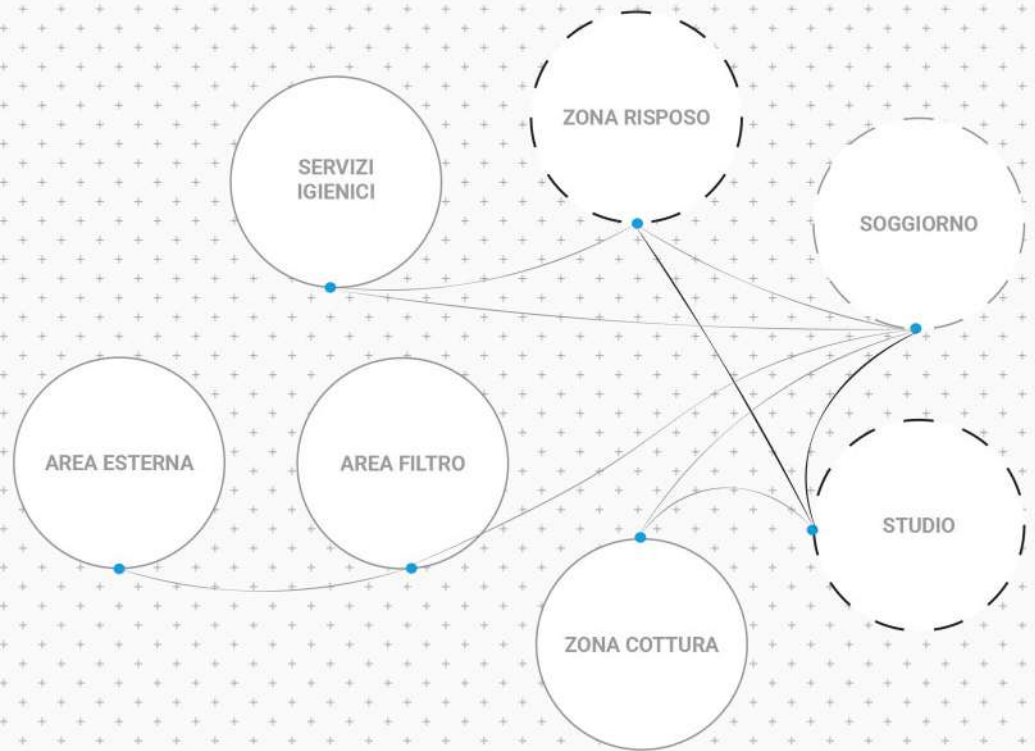 ZONA RISPOSO
SERVIZI
IGIENICI
SOGGIORNO
AREA ESTERNA
AREA FILTRO
STUDIO
ZONA COTTURA